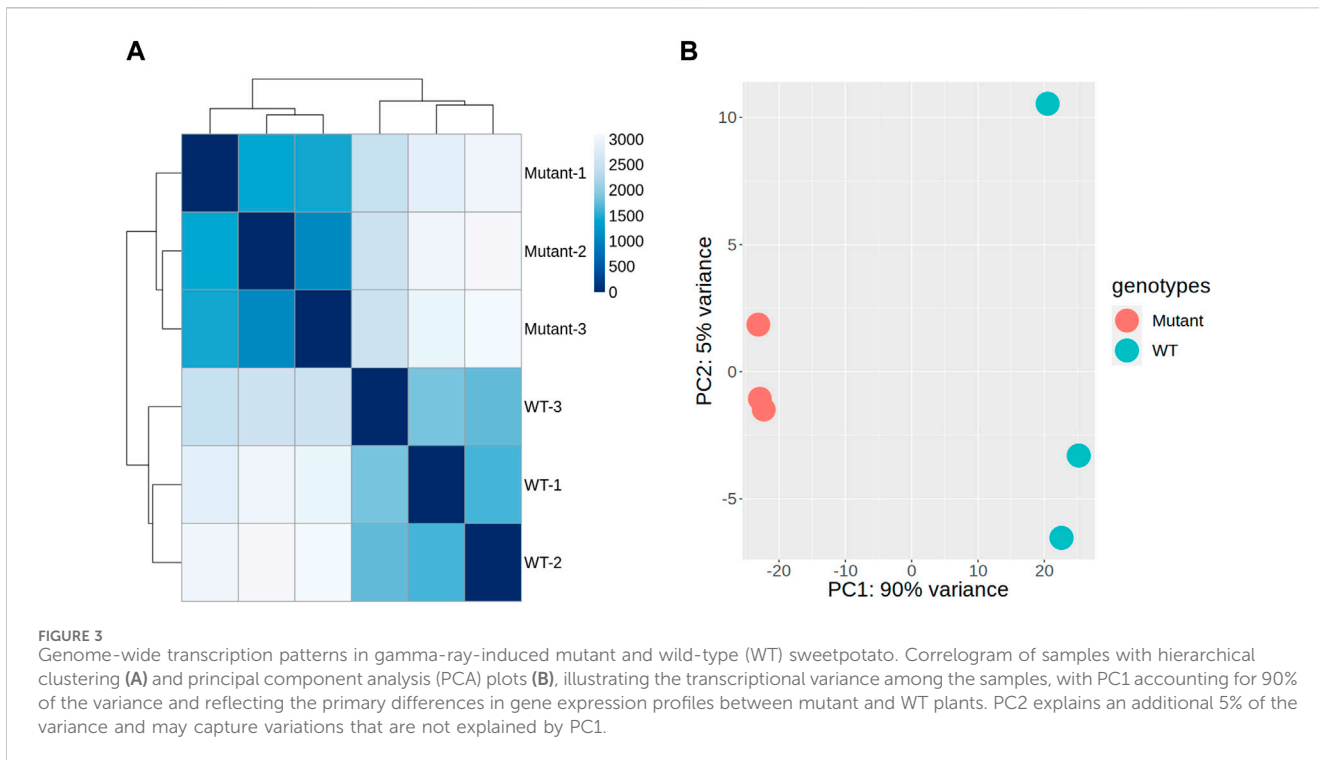 A
3000
2500
2000
1500
1000
500
0
Mutant-1
Mutant-2
Mutant-3
WT-3
WT-1
WT-2
B
PC2: 5% variance
10
5
0
-5
-20
-10
0
10
20
PC1: 90% variance
genotypes
Mutant
WT
FIGURE 3
Genome-wide transcription patterns in gamma-ray-induced mutant and wild-type (WT) sweetpotato. Correlogram of samples with hierarchical
clustering (A) and principal component analysis (PCA) plots (B), illustrating the transcriptional variance among the samples, with PC1 accounting for 90%
of the variance and reflecting the primary differences in gene expression profiles between mutant and WT plants. PC2 explains an additional 5% of the
variance and may capture variations that are not explained by PC1.